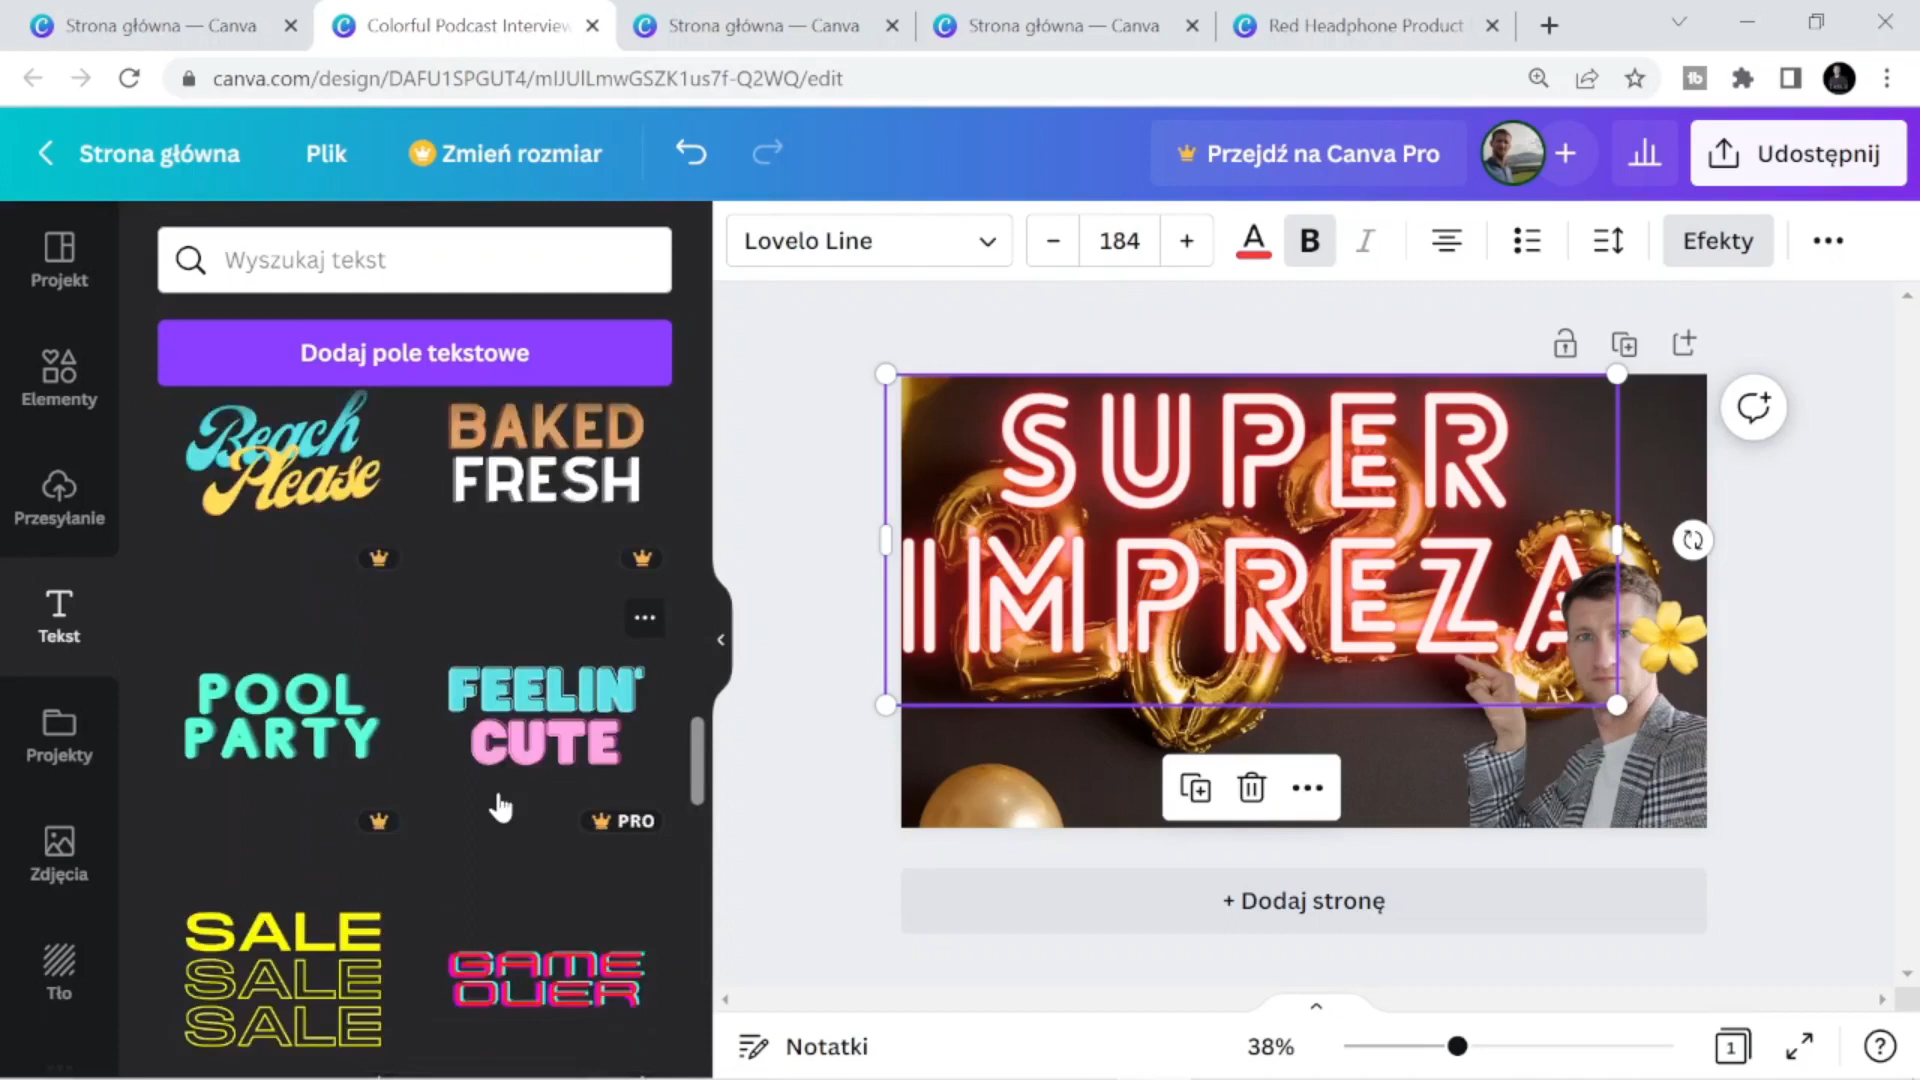 Strona główna — Canva
Colorful Podcast Interview
Strona główna — Canva
Strona główna — Canva
Red Headphone Product
canva.com/design/DAFU1SPGUT4/mIJUlLmwGSZK1us7f-Q2WQ/edit
Strona główna
Plik
Zmień rozmiar
Przejdź na Canva Pro
Udostępnij
Projekt
Elementy
Przesyłanie
Tekst
Projekty
Zdjęcia
Tło
Wyszukaj tekst
Dodaj pole tekstowe
Beach
Please
BAKED
FRESH
POOL
PARTY
FEELIN'
CUTE
PRO
SALE
SALE
SALE
GAME
OVER
Lovelo Line
184
A
B
I
Efekty
SUPER
IMPREZA
+ Dodaj stronę
Notatki
38%
1